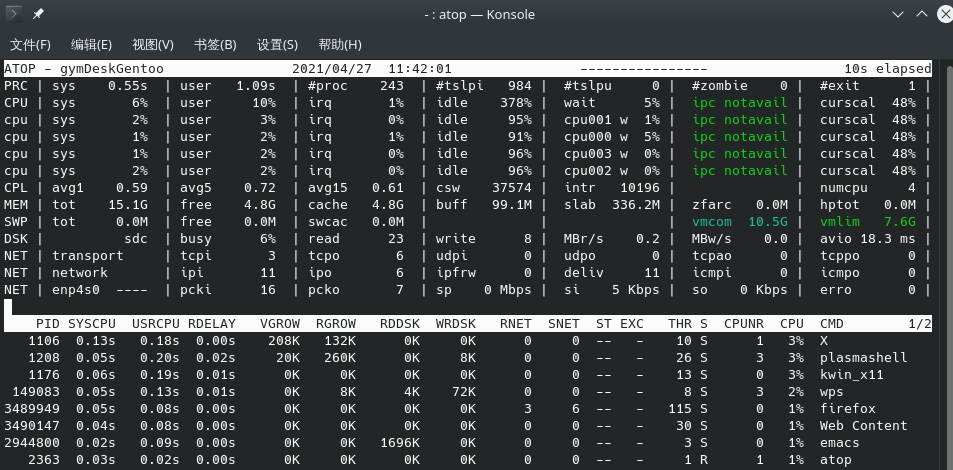 - : atop — Konsole
文件(F) 编辑(E) 视图(V) 书签(B) 设置(S) 帮助(H)
ATOP - gymDeskGentoo 2021/04/27 11:42:01 ---------------- 10s elapsed
PRC | sys 0.55s | user 1.09s | #proc 243 | #tslpi 984 | #tslpu 0 | #zombie 0 | #exit 1 |
CPU | sys 6% | user 10% | irq 1% | idle 378% | wait 5% | ipc notavail | curscal 48% |
cpu | sys 2% | user 3% | irq 0% | idle 95% | cpu001 w 1% | ipc notavail | curscal 48% |
cpu | sys 1% | user 2% | irq 1% | idle 91% | cpu000 w 5% | ipc notavail | curscal 48% |
cpu | sys 1% | user 2% | irq 0% | idle 96% | cpu003 w 0% | ipc notavail | curscal 48% |
cpu | sys 2% | user 2% | irq 0% | idle 96% | cpu002 w 0% | ipc notavail | curscal 48% |
CPL | avg1 0.59 | avg5 0.72 | avg15 0.61 | csw 37574 | intr 10196 | | numcpu 4 |
MEM | tot 15.1G | free 4.8G | cache 4.8G | buff 99.1M | slab 336.2M | zfarc 0.0M | hptot 0.0M |
SWP | tot 0.0M | free 0.0M | swcac 0.0M | | | vmcom 10.5G | vmlim 7.6G |
DSK | sdc | busy 6% | read 23 | write 8 | MBr/s 0.2 | MBw/s 0.0 | avio 18.3 ms |
NET | transport | tcpi 3 | tcpo 6 | udpi 0 | udpo 0 | tcpao 0 | tcppo 0 |
NET | network | ipi 11 | ipo 6 | ipfrw 0 | deliv 11 | icmpi 0 | icmpo 0 |
NET | enp4s0 ---- | pcki 16 | pcko 7 | sp 0 Mbps | si 5 Kbps | so 0 Kbps | erro 0 |
PID SYSCPU USRCPU RDELAY VGROW RGROW RDDSK WRDSK RNET SNET ST EXC THR S CPUNR CPU CMD 1/2
1106 0.13s 0.18s 0.00s 208K 132K 0K 0K 0 0 -- - 10 S 1 3% X
1208 0.05s 0.20s 0.02s 20K 260K 0K 8K 0 0 -- - 26 S 3 3% plasmashell
1176 0.06s 0.19s 0.01s 0K 0K 0K 0K 0 0 -- - 13 S 0 3% kwin_x11
149083 0.05s 0.13s 0.01s 0K 8K 4K 72K 0 0 -- - 8 S 3 2% wps
3489949 0.05s 0.08s 0.00s 0K 0K 0K 0K 3 6 -- - 115 S 0 1% firefox
3490147 0.04s 0.08s 0.00s 0K 0K 0K 0K 0 0 -- - 30 S 0 1% Web Content
2944800 0.02s 0.09s 0.00s 0K 0K 1696K 0K 0 0 -- - 3 S 0 1% emacs
2363 0.03s 0.02s 0.00s 0K 0K 0K 0K 0 0 -- - 1 R 1 1% atop